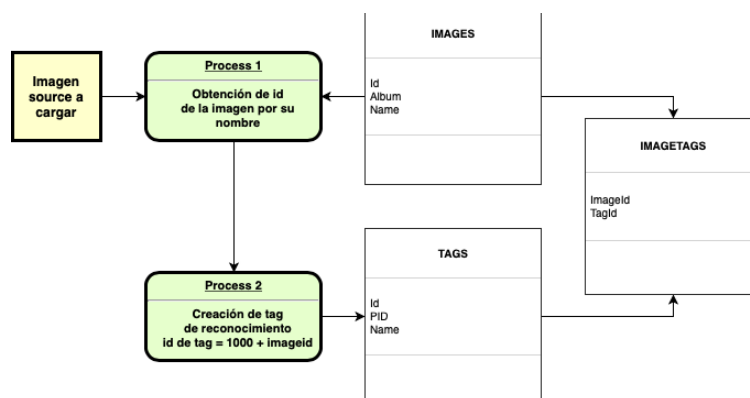 Imagen
source a
cargar
Process 1
Obtención de id
de la imagen por su
nombre
IMAGES
Id
Album
Name
IMAGETAGS
ImageId
TagId
Process 2
Creación de tag
de reconocimiento
id de tag = 1000 + imageid
TAGS
Id
PID
Name